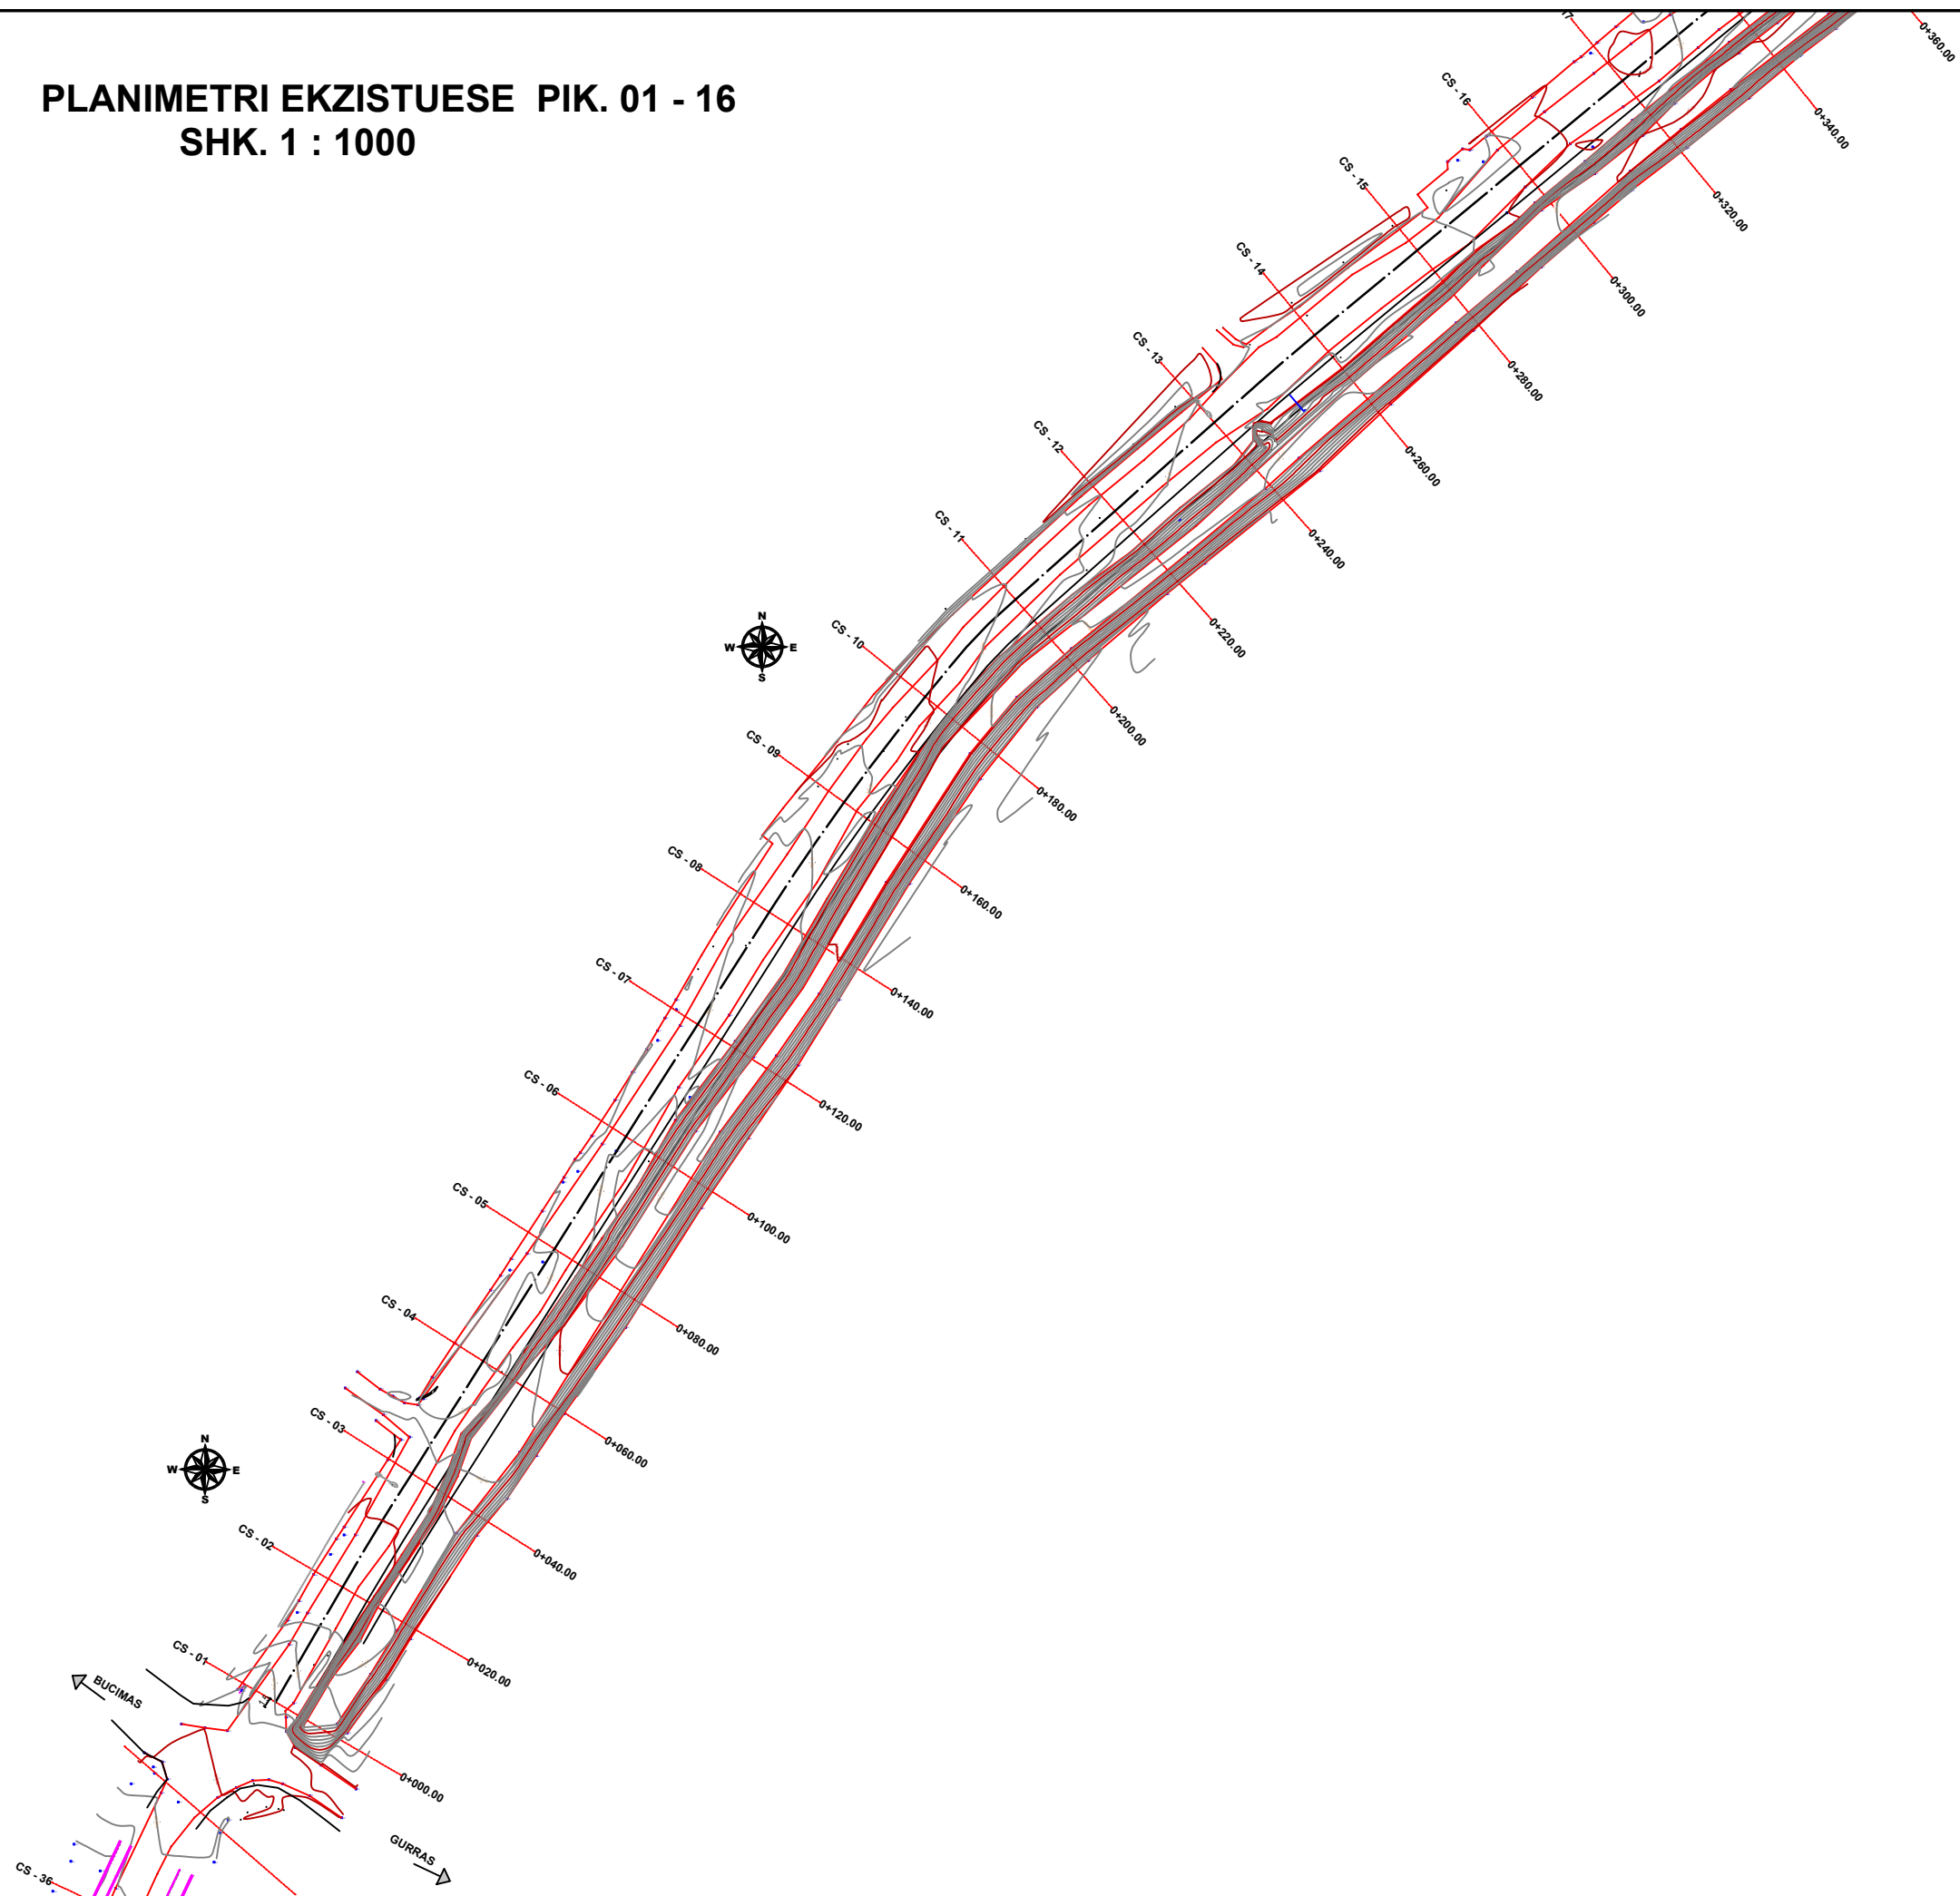 PLANIMETRI EKZISTUESE PIK. 01 - 16
SHK. 1 : 1000
0+360.00
CS - 16
0+340.00
CS - 15
0+320.00
CS - 14
0+300.00
CS - 13
0+280.00
CS - 12
0+260.00
CS - 11
0+240.00
CS - 10
0+220.00
N
W E
S
CS - 09
0+200.00
CS - 08
0+180.00
CS - 07
0+160.00
CS - 06
0+140.00
CS - 05
0+120.00
CS - 04
0+100.00
CS - 03
0+080.00
N
W E
S
CS - 02
0+060.00
CS - 01
0+040.00
BUCIMAS
0+020.00
0+000.00
GURRAS
CS - 36